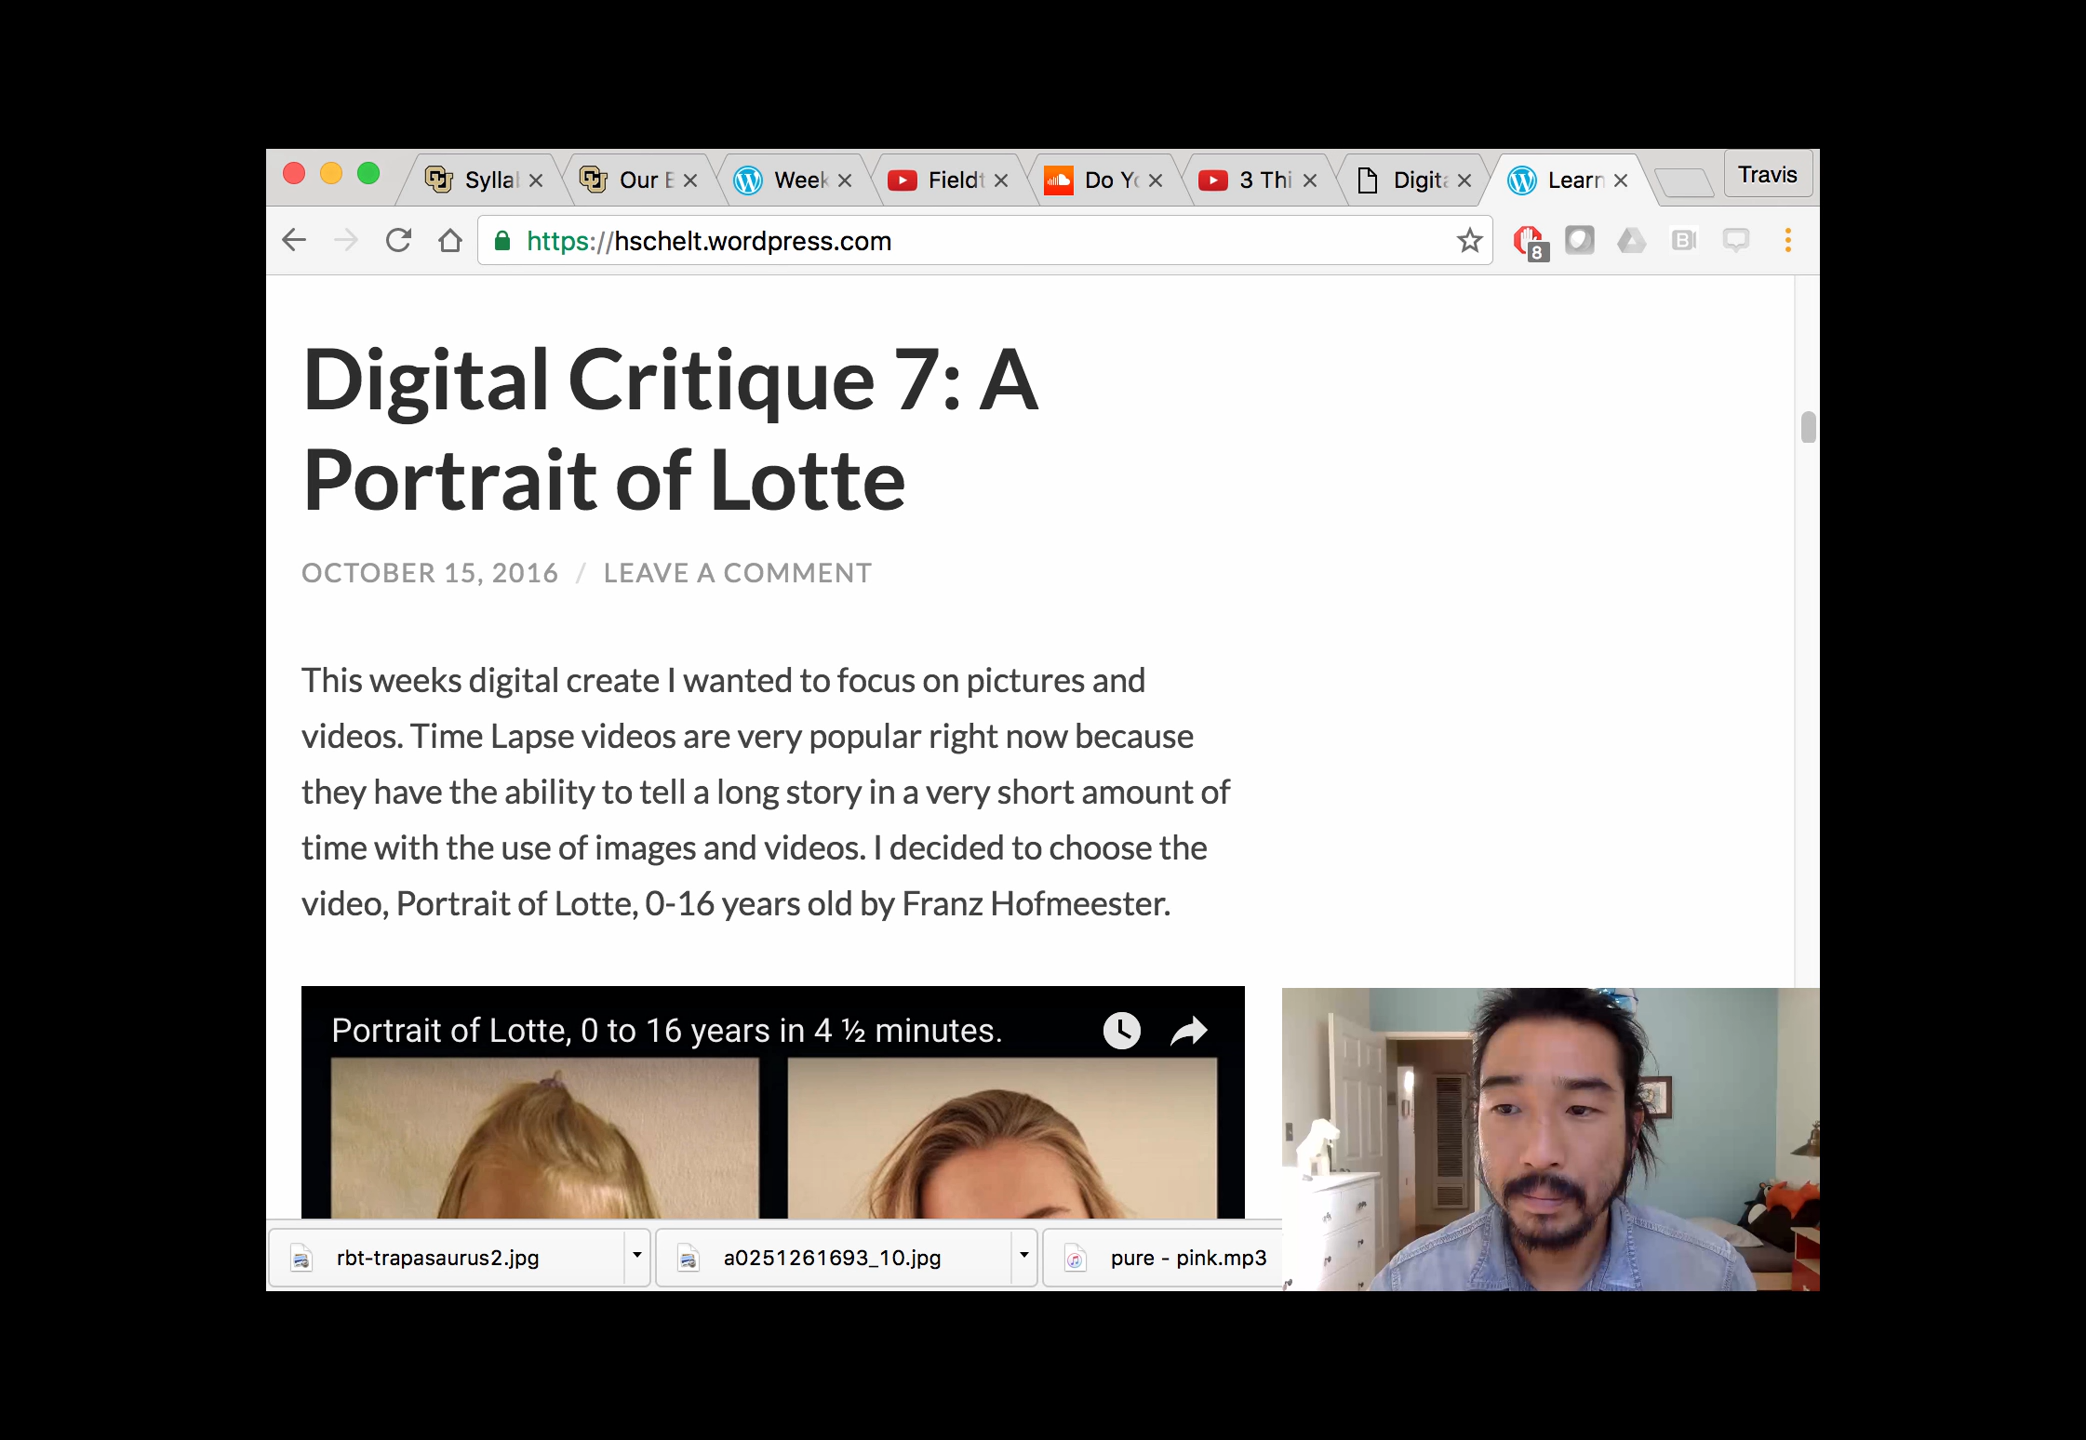 Syllal
Our E
Week
Fieldt
Do Yo
3 Thi
Digita
Learn
Travis
https://hschelt.wordpress.com
8
B
Digital Critique 7: A
Portrait of Lotte
OCTOBER 15, 2016 / LEAVE A COMMENT
This weeks digital create I wanted to focus on pictures and
videos. Time Lapse videos are very popular right now because
they have the ability to tell a long story in a very short amount of
time with the use of images and videos. I decided to choose the
video, Portrait of Lotte, 0-16 years old by Franz Hofmeester.
Portrait of Lotte, 0 to 16 years in 4 ½ minutes.
rbt-trapasaurus2.jpg
a0251261693_10.jpg
pure - pink.mp3